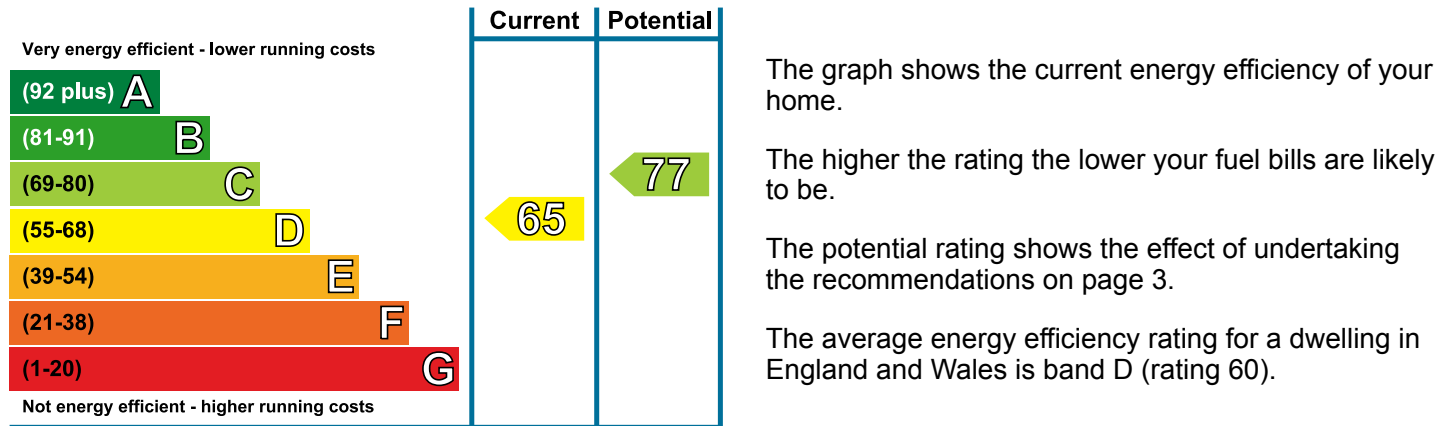 Current Potential
Very energy efficient - lower running costs
(92 plus) A
(81-91) B
(69-80) C
(55-68) D
(39-54) E
(21-38) F
(1-20) G
Not energy efficient - higher running costs
65
77
The graph shows the current energy efficiency of your
home.
The higher the rating the lower your fuel bills are likely
to be.
The potential rating shows the effect of undertaking
the recommendations on page 3.
The average energy efficiency rating for a dwelling in
England and Wales is band D (rating 60).